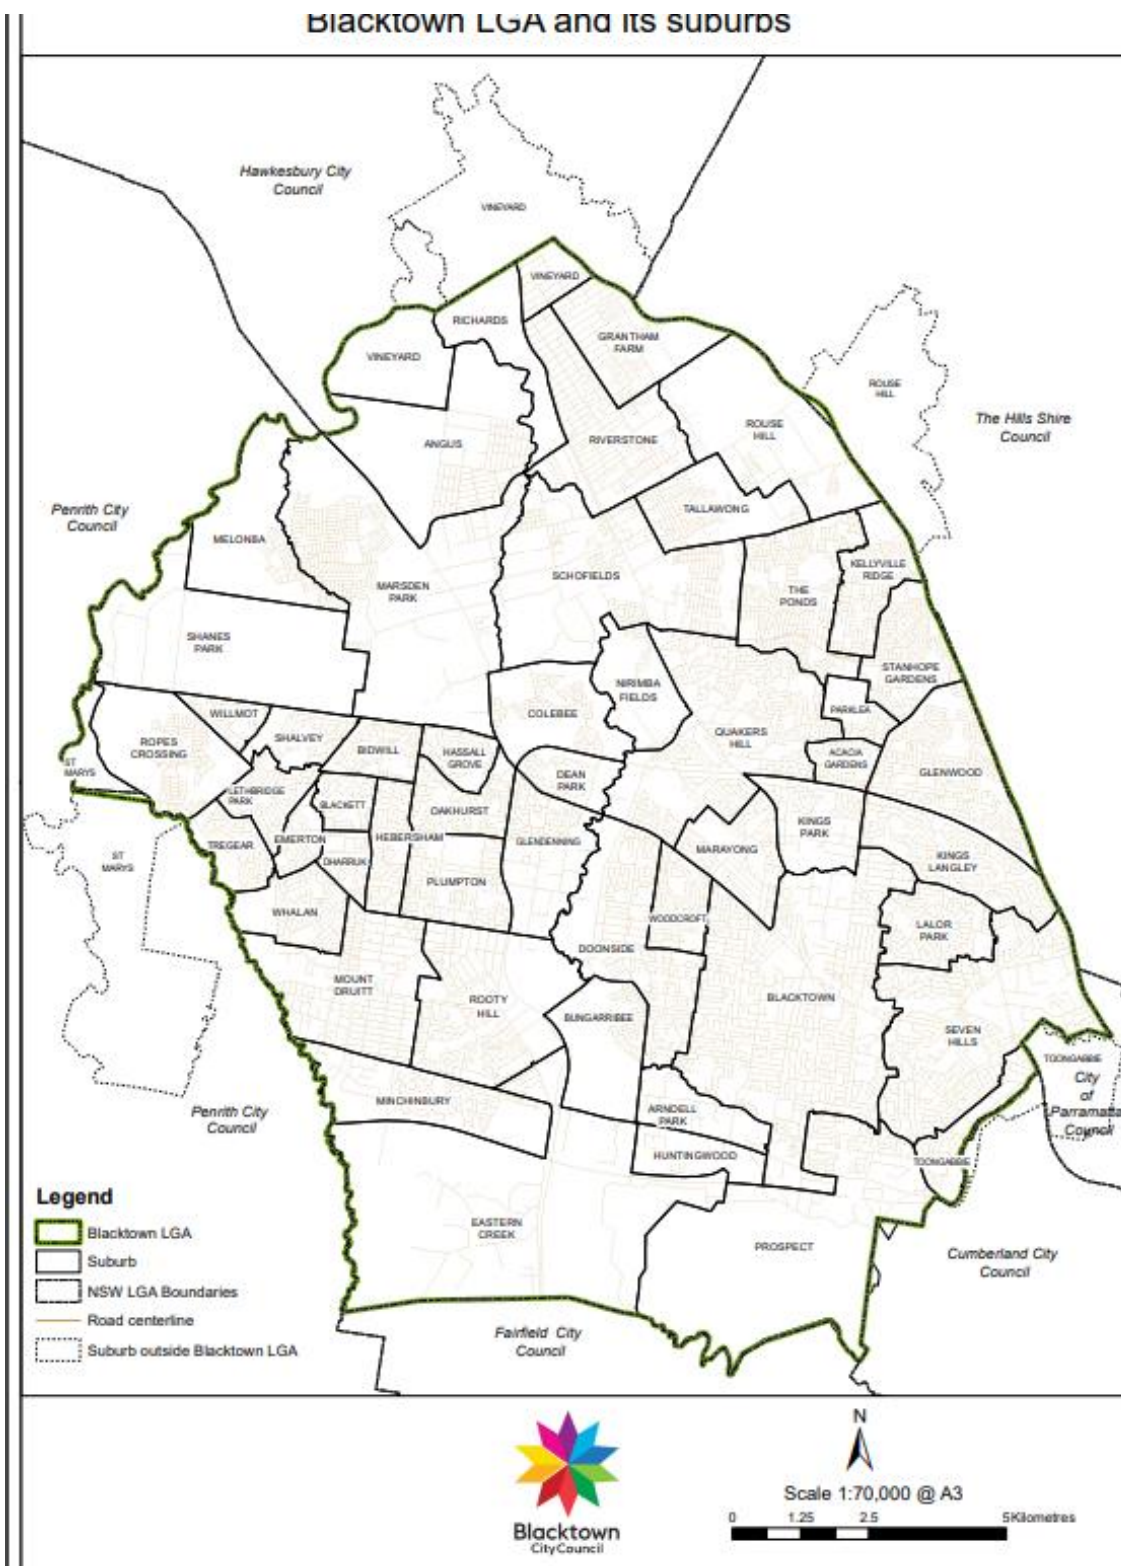 Blacktown LGA and its suburbs
Hawkesbury City
Council
VINEYARD
VINEYARD
RICHARDS
GRANTHAM
FARM
VINEYARD
ROUSE
HILL
The Hills Shire
Council
ROUSE
HILL
RIVERSTONE
ANGUS
Penrith City
Council
TALLAWONG
MELONBA
KELLYVILLE
RIDGE
SCHOFIELDS
MARSDEN
PARK
THE
PONDS
SHANES
PARK
STANHOPE
GARDENS
NIRIMBA
FIELDS
WILLMOT
COLEBEE
PARKLEA
SHALVEY
QUAKERS
HILL
ROPES
CROSSING
BIDWILL
HASSALL
GROVE
ACACIA
GARDENS
ST
MARYS
DEAN
PARK
GLENWOOD
LETHBRIDGE
PARK
BLACKETT
OAKHURST
KINGS
PARK
TREGEAR
EMERTON
HEBERSHAM
GLENDENNING
MARAYONG
KINGS
LANGLEY
ST
MARYS
DHARRUK
PLUMPTON
WHALAN
WOODCROFT
LALOR
PARK
DOONSIDE
MOUNT
DRUITT
ROOTY
HILL
BLACKTOWN
BUNGARRIBEE
SEVEN
HILLS
TOONGABBIE
City
of
Parramatta
Council
MINCHINBURY
Penrith City
Council
ARNDELL
PARK
HUNTINGWOOD
TOONGABBIE
EASTERN
CREEK
PROSPECT
Cumberland City
Council
Fairfield City
Council
Legend
Blacktown LGA
Suburb
NSW LGA Boundaries
Road centerline
Suburb outside Blacktown LGA
Blacktown
City Council
N
Scale 1:70,000 @ A3
0 1.25 2.5 5 Kilometres